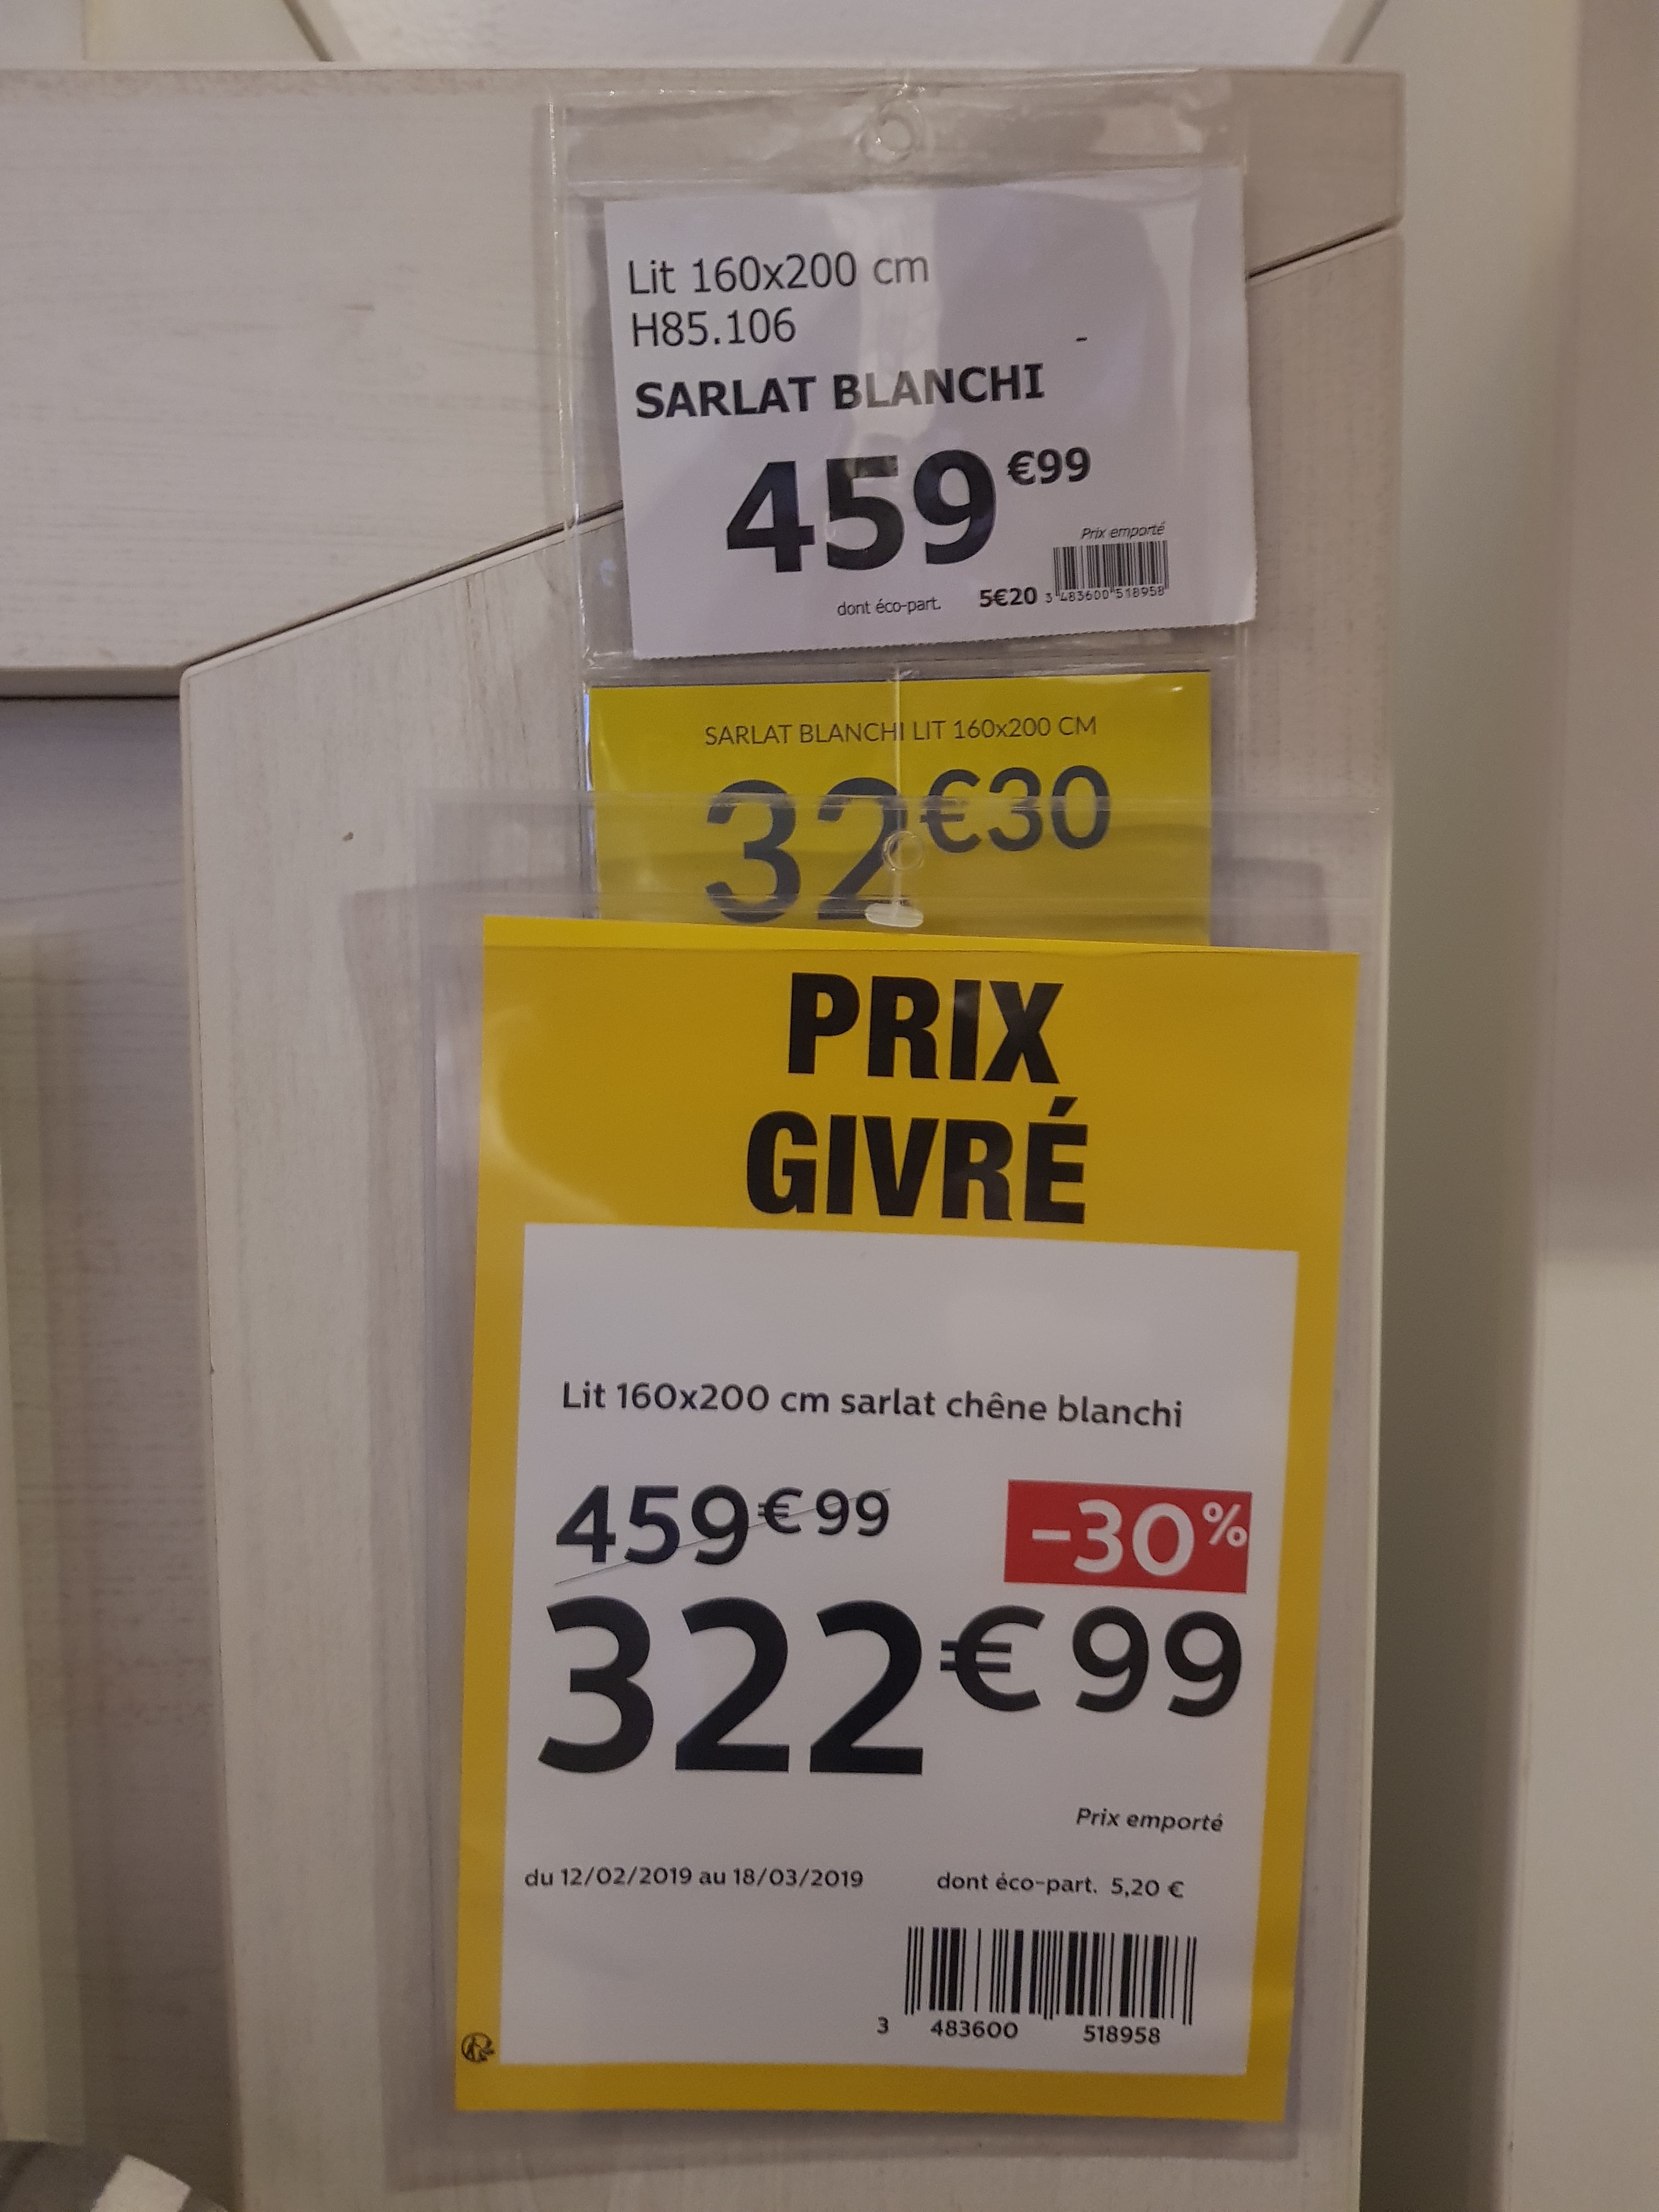 Lit 160x200 cm
H85.106
-
SARLAT BLANCHI
459 €99
Prix emporté
dont éco-part. 5€20 3 483600 518958
SARLAT BLANCHI LIT 160x200 CM
32€30
PRIX
GIVRÉ
Lit 160x200 cm sarlat chêne blanchi
459€99 -30%
322€99
Prix emporté
du 12/02/2019 au 18/03/2019 dont éco-part. 5,20 €
3 483600 518958